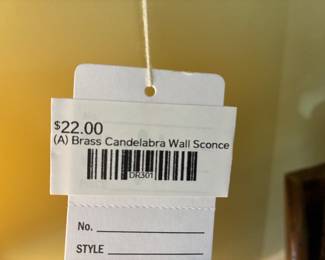 $22.00
(A) Brass Candelabra Wall Sconce
DR301
No.
STYLE